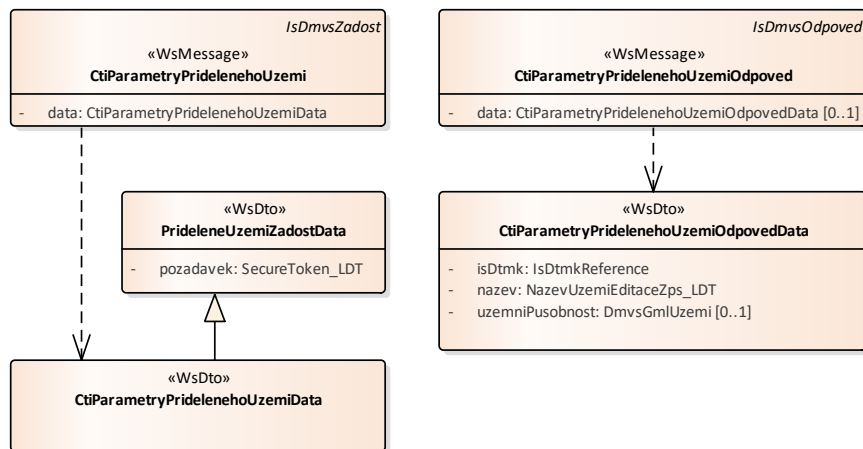 IsDmvsZadost
«WsMessage»
CtiParametryPridelenehoUzemi
- data: CtiParametryPridelenehoUzemiData
IsDmvsOdpoved
«WsMessage»
CtiParametryPridelenehoUzemiOdpoved
- data: CtiParametryPridelenehoUzemiOdpovedData [0..1]
«WsDto»
PrideleneUzemiZadostData
- pozadavek: SecureToken_LDT
«WsDto»
CtiParametryPridelenehoUzemiOdpovedData
- isDtmk: IsDtmkReference
- nazev: NazevUzemiEditaceZps_LDT
- uzemniPusobnost: DmvsGmlUzemi [0..1]
«WsDto»
CtiParametryPridelenehoUzemiData